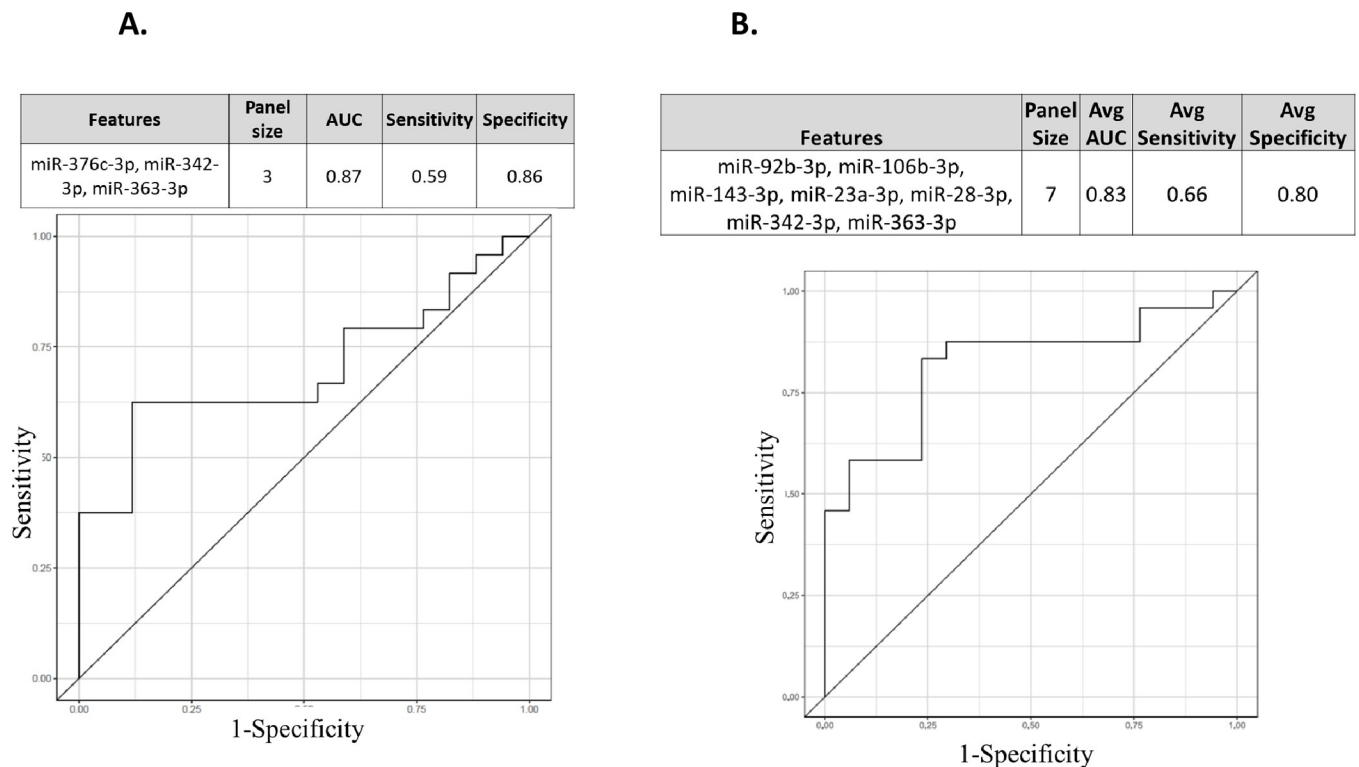 A.
Features Panel size AUC Sensitivity Specificity
miR-376c-3p, miR-342-
3p, miR-363-3p 3 0.87 0.59 0.86
1.00
0.75
50
0.25
0.00
Sensitivity
0.00 0.25 0.75 1.00
1-Specificity
B.
Features Panel Size Avg AUC Avg Sensitivity Avg Specificity
miR-92b-3p, miR-106b-3p,
miR-143-3p, miR-23a-3p, miR-28-3p,
miR-342-3p, miR-363-3p
7 0.83 0.66 0.80
1,00
0,75
,50
0,25
0,00
Sensitivity
0,00 0,25 0,50 0,75 1,00
1-Specificity